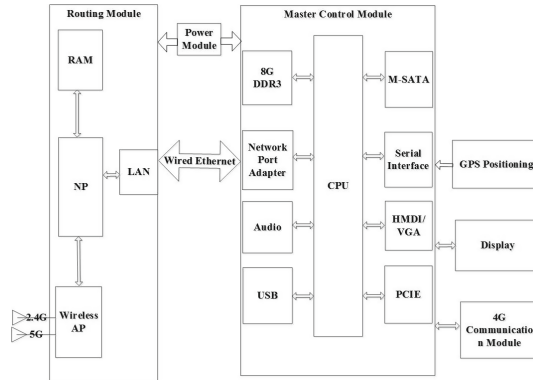 Routing Module
Master Control Module
Power
Module
RAM
8G
DDR3
M-SATA
Wired Ethernet
Network
Port
Adapter
Serial
Interface
GPS Positioning
NP
LAN
CPU
Audio
HMDI/
VGA
Display
2.4G
5G
Wireless
AP
USB
PCIE
4G
Communicatio
n Module